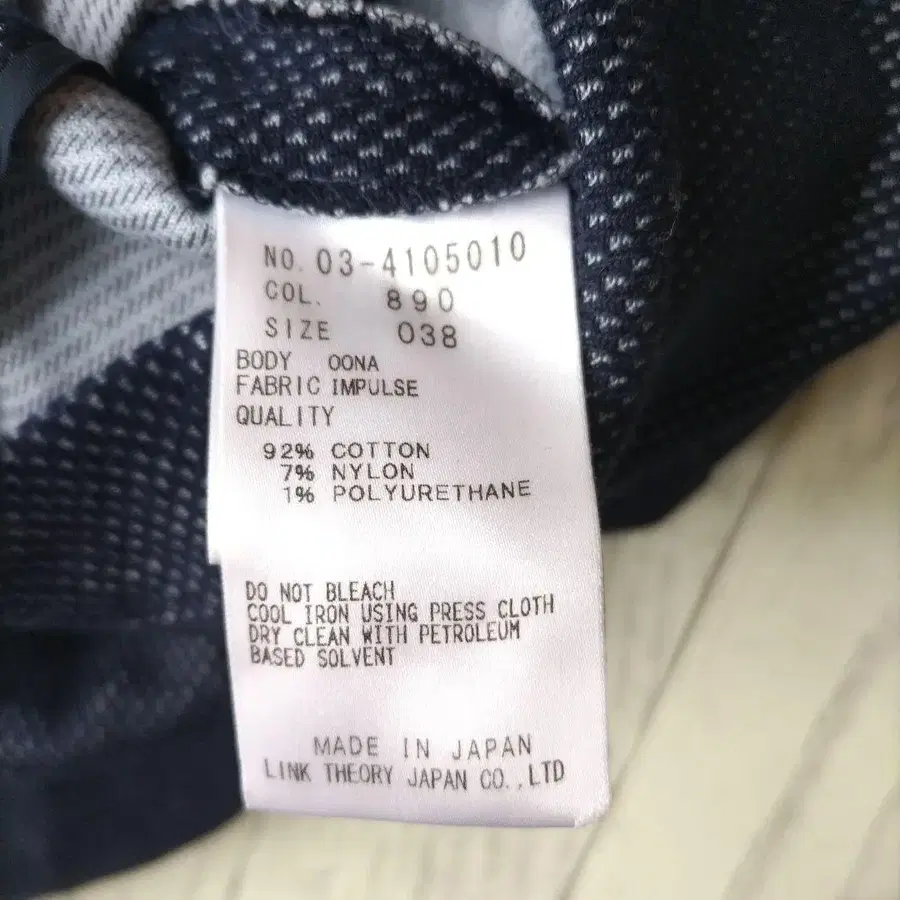 NO. 03-4105010
COL. 890
SIZE 038
BODY OONA
FABRIC IMPULSE
QUALITY
92% COTTON
7% NYLON
1% POLYURETHANE
DO NOT BLEACH
COOL IRON USING PRESS CLOTH
DRY CLEAN WITH PETROLEUM
BASED SOLVENT
MADE IN JAPAN
LINK THEORY JAPAN CO.,LTD